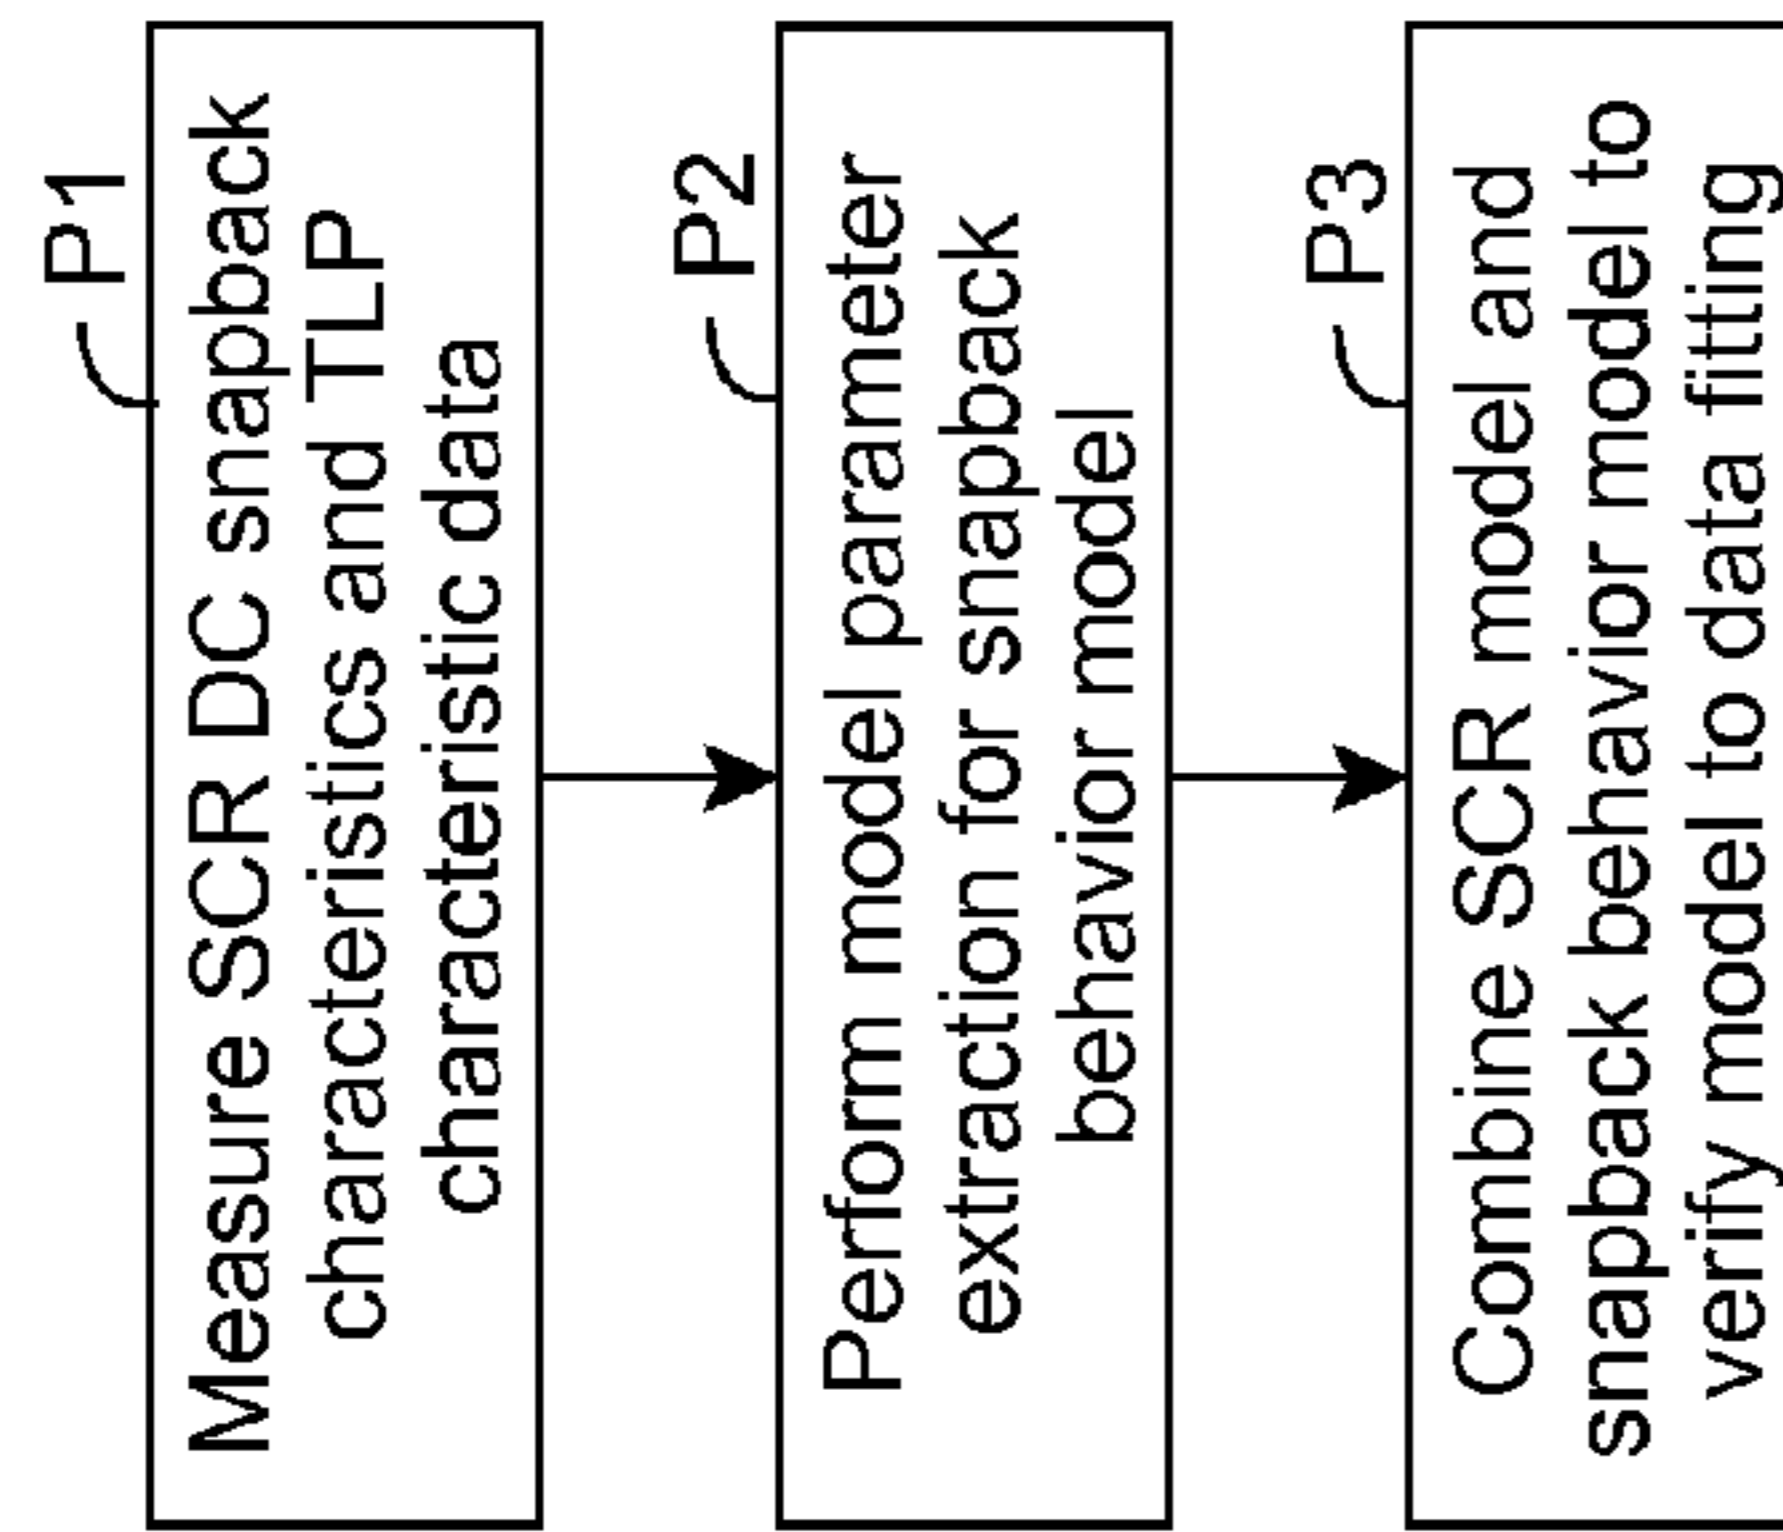 P1
Measure SCR DC snapback
characteristics and TLP
characteristic data
P2
Perform model parameter
extraction for snapback
behavior model
P3
Combine SCR model and
snapback behavior model to
verify model to data fitting